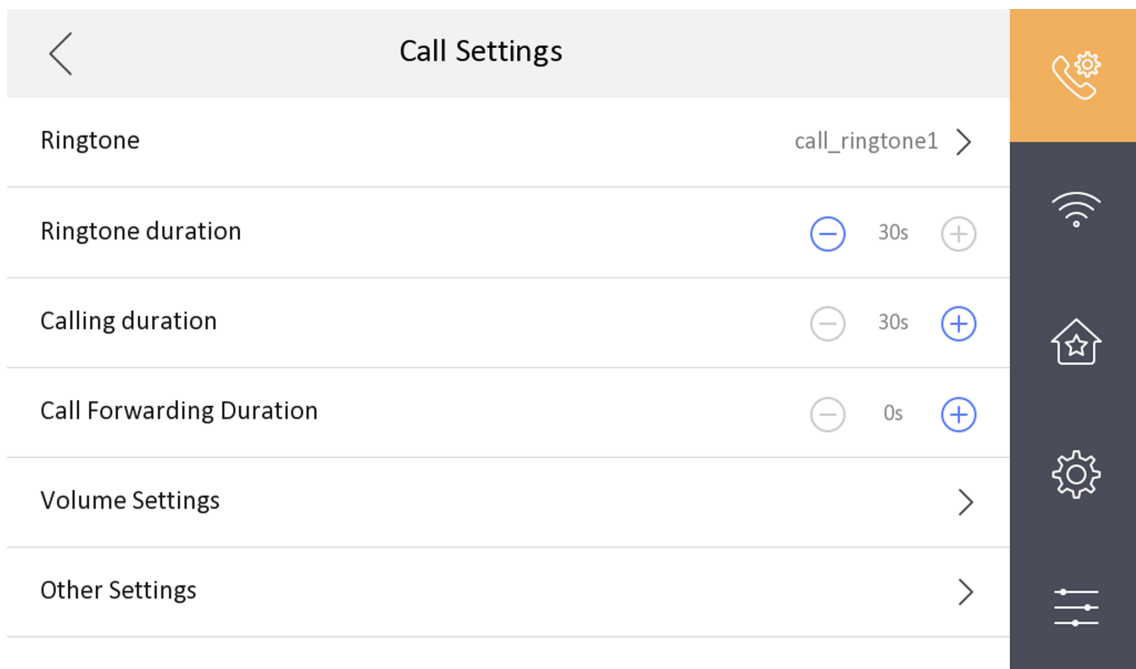 Call Settings
Ringtone call_ringtone1
Ringtone duration 30s
Calling duration 30s
Call Forwarding Duration 0s
Volume Settings
Other Settings